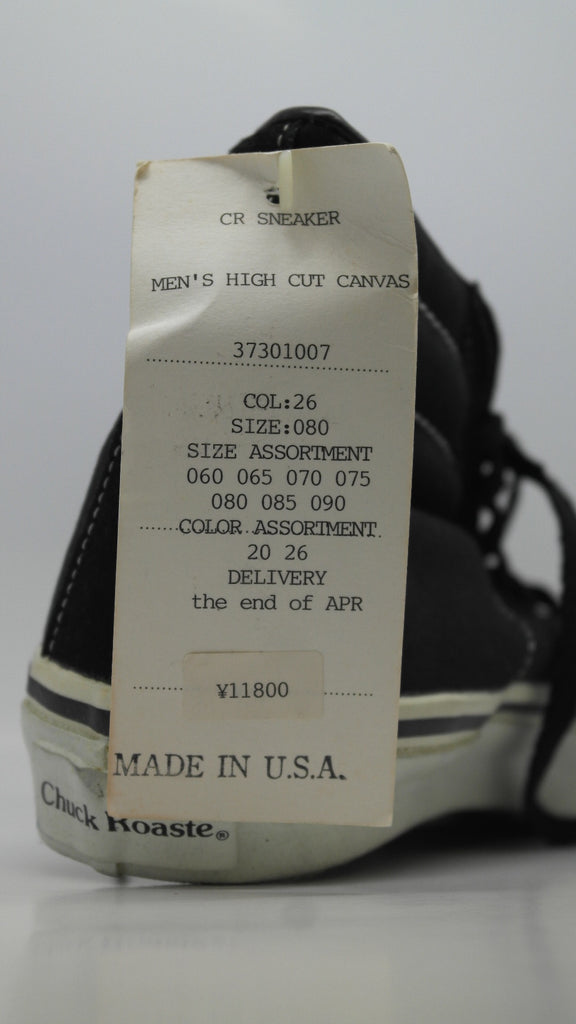 CR SNEAKER
MEN'S HIGH CUT CANVAS
37301007
COL:26
SIZE:080
SIZE ASSORTMENT
060 065 070 075
080 085 090
COLOR ASSORTMENT
20 26
DELIVERY
the end of APR
¥11800
MADE IN U.S.A.
Chuck Roaste®